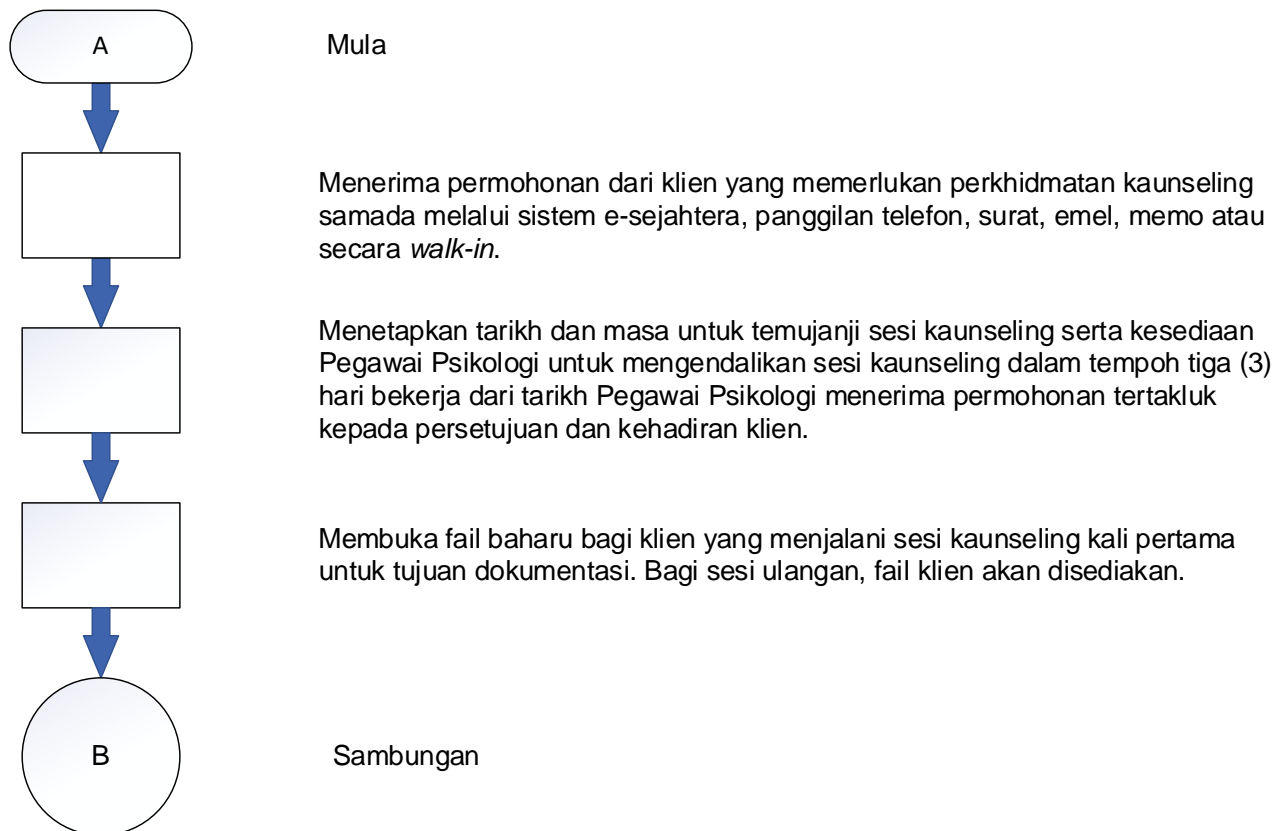 A
Mula
Menerima permohonan dari klien yang memerlukan perkhidmatan kaunseling
samada melalui sistem e-sejahtera, panggilan telefon, surat, emel, memo atau
secara walk-in.
Menetapkan tarikh dan masa untuk temujanji sesi kaunseling serta kesediaan
Pegawai Psikologi untuk mengendalikan sesi kaunseling dalam tempoh tiga (3)
hari bekerja dari tarikh Pegawai Psikologi menerima permohonan tertakluk
kepada persetujuan dan kehadiran klien.
Membuka fail baharu bagi klien yang menjalani sesi kaunseling kali pertama
untuk tujuan dokumentasi. Bagi sesi ulangan, fail klien akan disediakan.
B
Sambungan